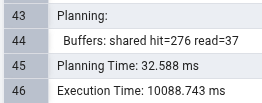 43 Planning:
44 Buffers: shared hit=276 read=37
45 Planning Time: 32.588 ms
46 Execution Time: 10088.743 ms